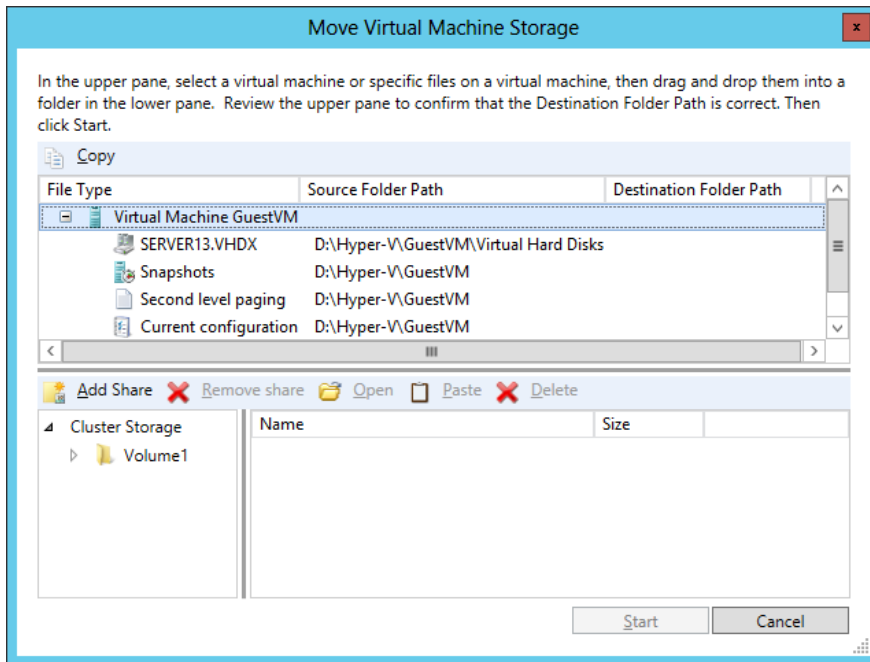 Move Virtual Machine Storage
x
In the upper pane, select a virtual machine or specific files on a virtual machine, then drag and drop them into a
folder in the lower pane. Review the upper pane to confirm that the Destination Folder Path is correct. Then
click Start.
Copy
File Type Source Folder Path Destination Folder Path
Virtual Machine GuestVM
SERVER13.VHDX D:\Hyper-V\GuestVM\Virtual Hard Disks
Snapshots D:\Hyper-V\GuestVM
Second level paging D:\Hyper-V\GuestVM
Current configuration D:\Hyper-V\GuestVM
Add Share Remove share Open Paste Delete
Cluster Storage Name Size
Volume1
Start Cancel